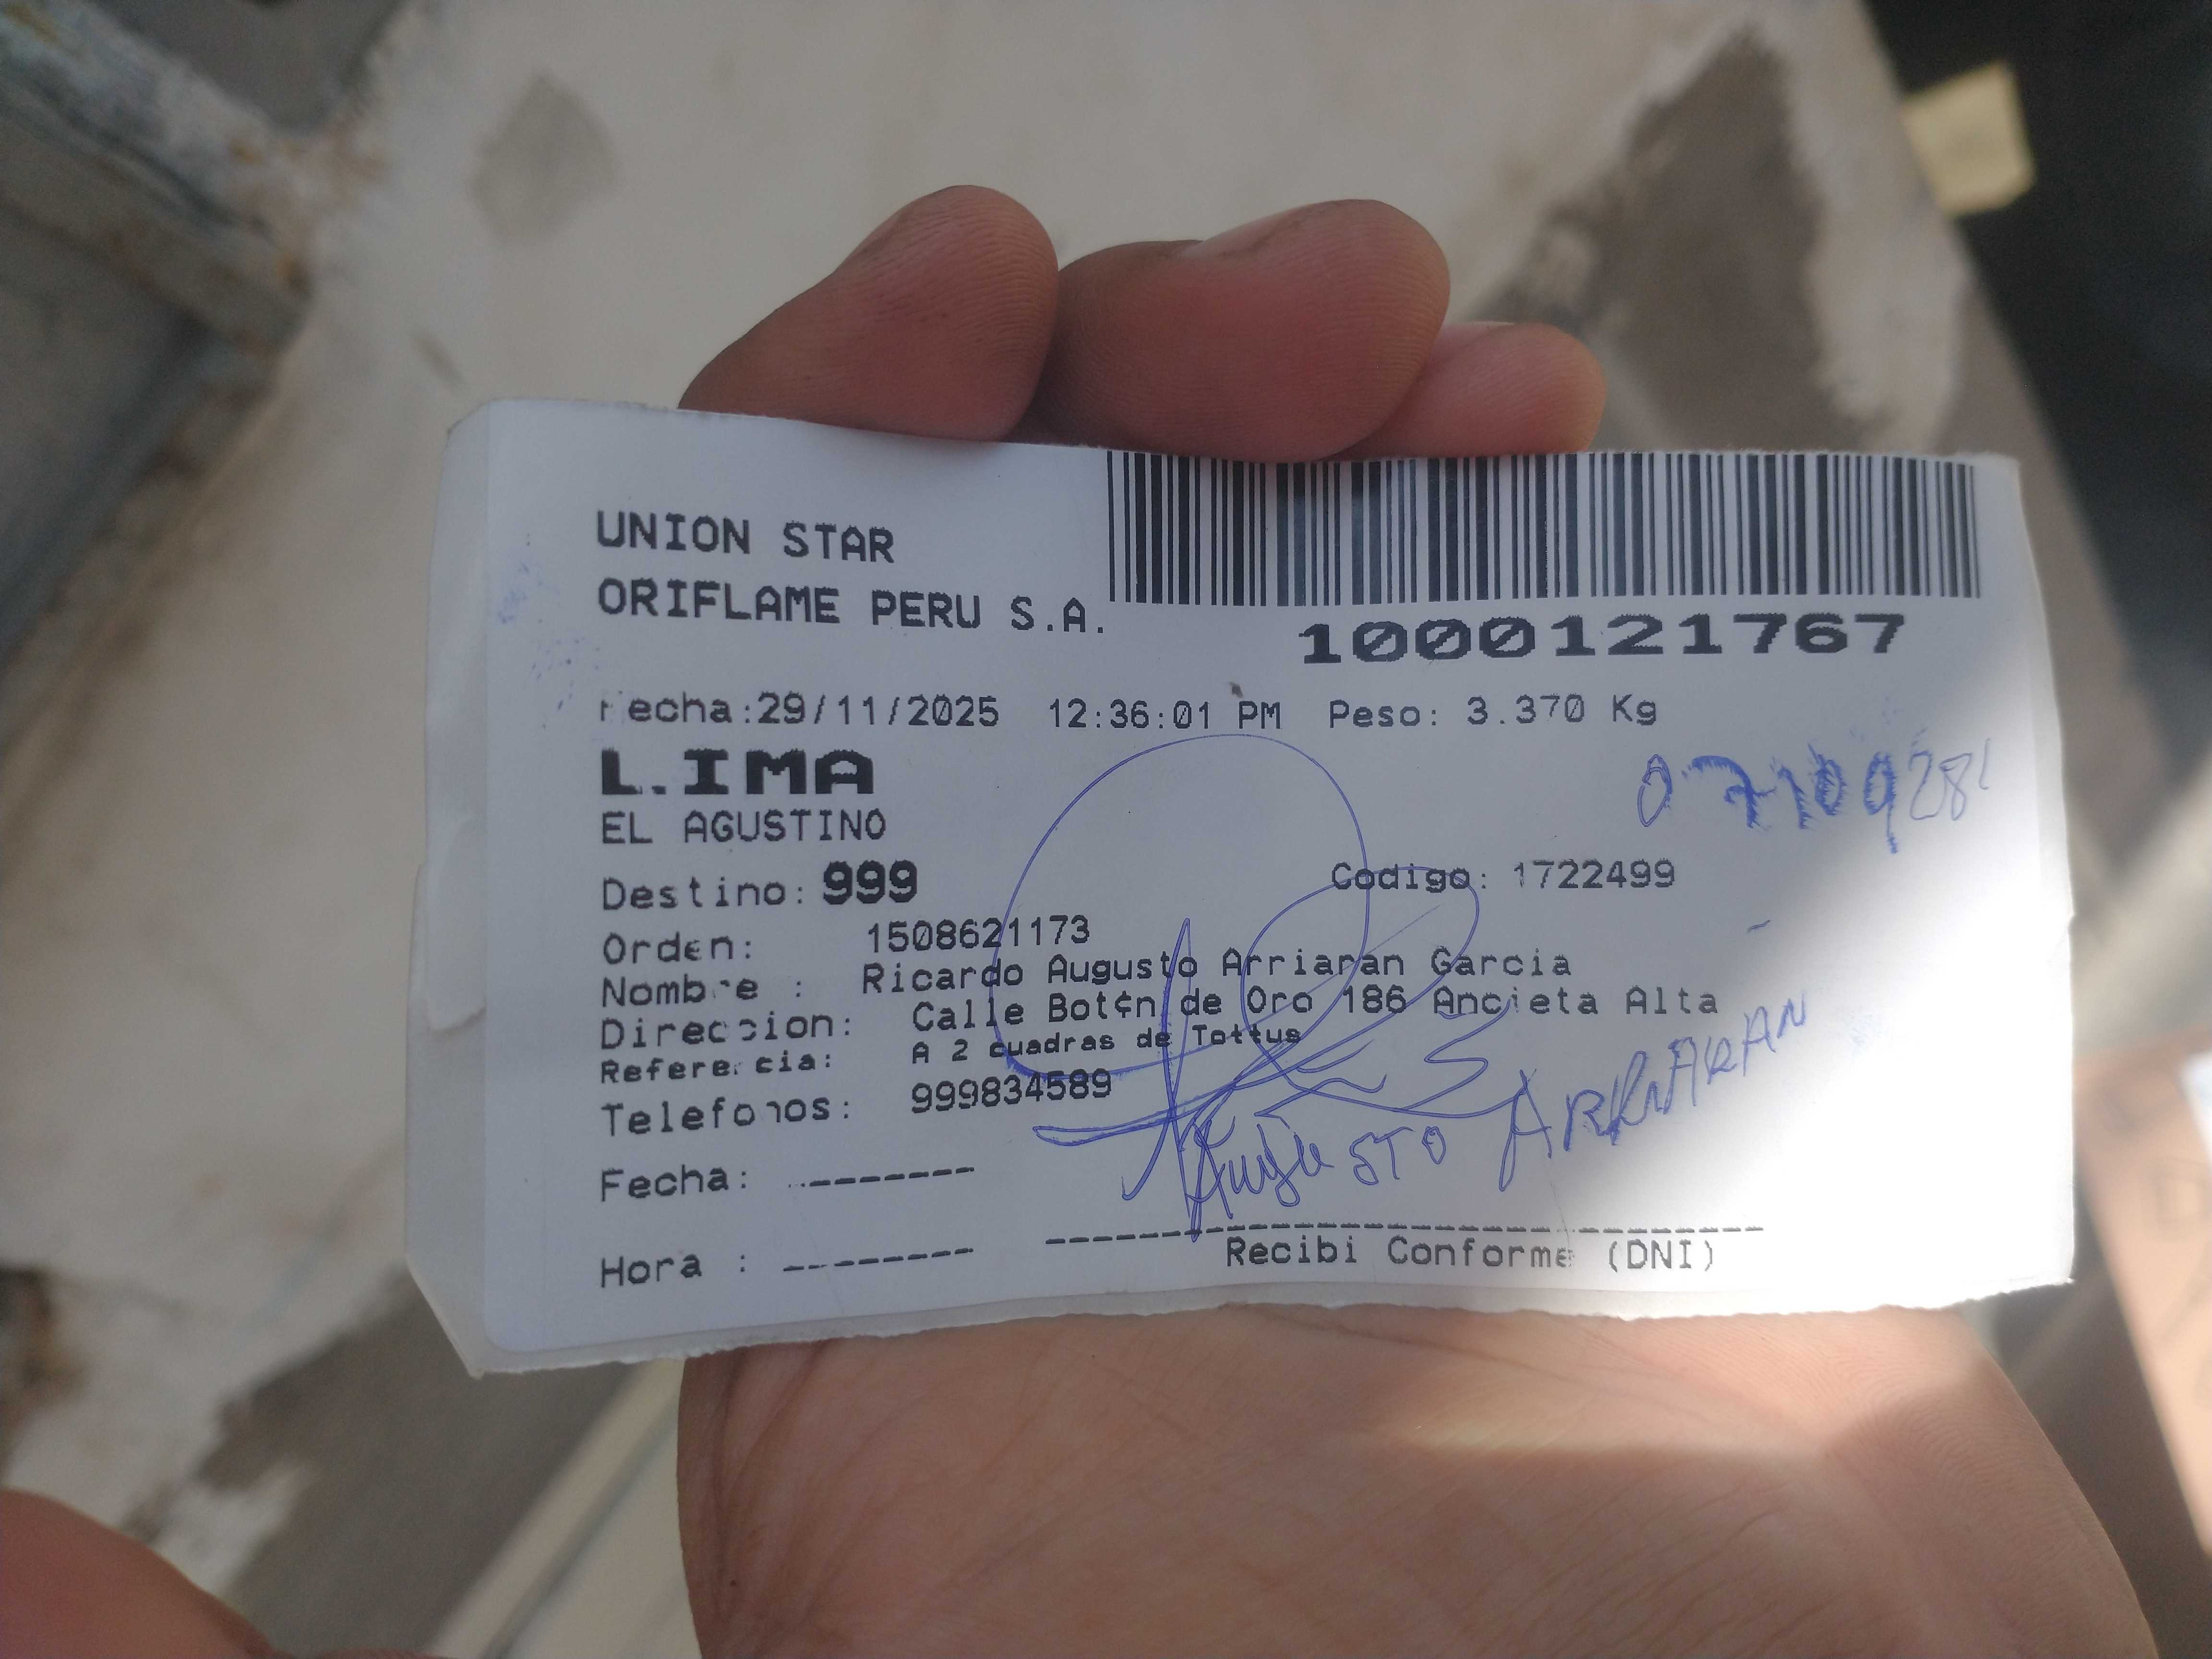 UNION STAR
ORIFLAME PERU S.A.
1000121767
Fecha:29/11/2025 12:36:01 PM Peso: 3.370 Kg
LIMA
EL AGUSTINO
Destino: 999
Codigo: 1722499
Orden: 1508621173
Nombre : Ricardo Augusto Arriaran Garcia
Direccion: Calle Bot¢n de Oro 186 Ancieta Alta
Referencia: A 2 cuadras de Tottus
Telefonos: 999834589
Augusto ARRIARAN
Fecha: --------
Hora : --------
Recibi Conforme (DNI)